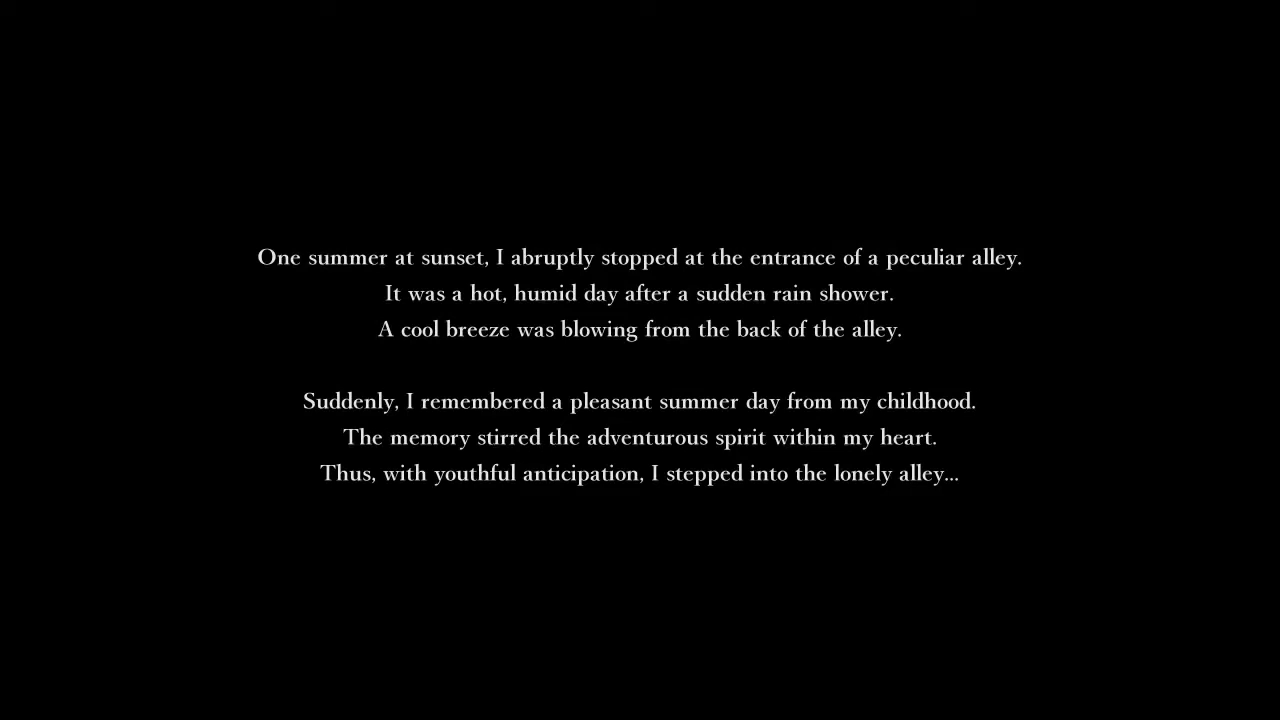 One summer at sunset, I abruptly stopped at the entrance of a peculiar alley.
It was a hot, humid day after a sudden rain shower.
A cool breeze was blowing from the back of the alley.
Suddenly, I remembered a pleasant summer day from my childhood.
The memory stirred the adventurous spirit within my heart.
Thus, with youthful anticipation, I stepped into the lonely alley...